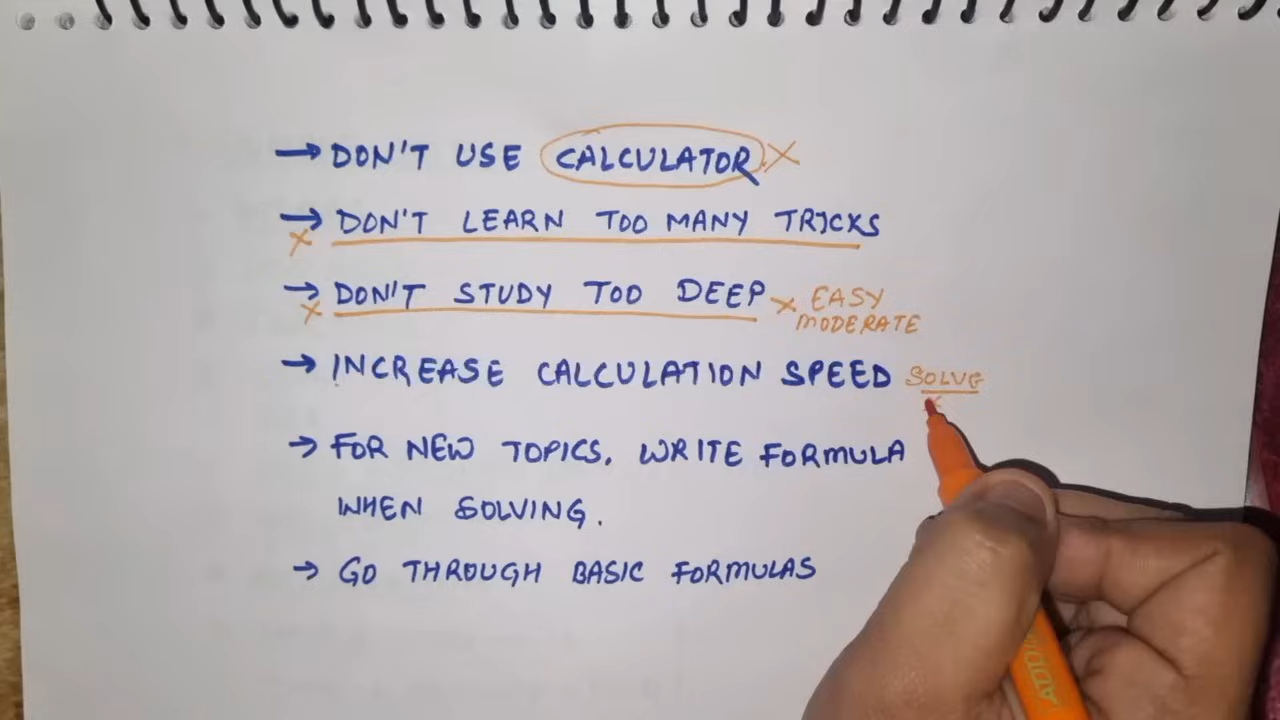 → DON'T USE CALCULATOR ×
→ DON'T LEARN TOO MANY TRICKS
×
→ DON'T STUDY TOO DEEP × EASY
× MODERATE
→ INCREASE CALCULATION SPEED SOLVG
→ FOR NEW TOPICS. WRITE FORMULA
WHEN SOLVING.
→ GO THROUGH BASIC FORMULAS